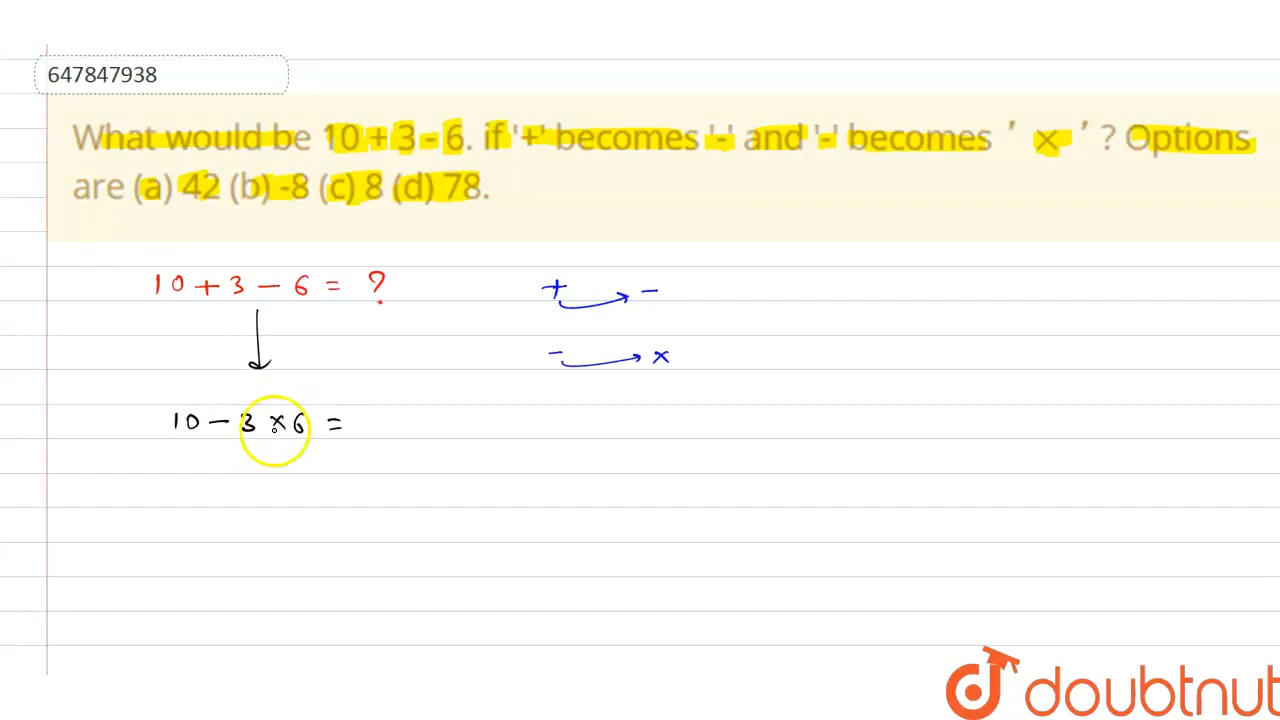 647847938
What would be 10 + 3 - 6. if '+' becomes '-' and '-' becomes ′ × ′ ? Options
are (a) 42 (b) -8 (c) 8 (d) 78.
10 + 3 - 6 = ?
+ → -
- → x
10 - 3 × 6 =
doubtnut